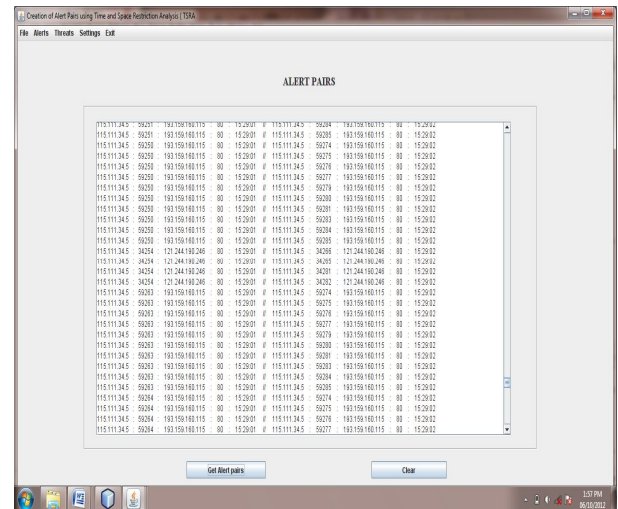 Creation of Alert Pairs using Time and Space Restriction Analysis | TSRA
File Alerts Threats Settings Exit
ALERT PAIRS
115.111.34.5 : 59251 : 193.159.160.115 : 80 : 15:29:01 // 115.111.34.5 : 59284 : 193.159.160.115 : 80 : 15:29:02
115.111.34.5 : 59251 : 193.159.160.115 : 80 : 15:29:01 // 115.111.34.5 : 59285 : 193.159.160.115 : 80 : 15:29:02
115.111.34.5 : 59250 : 193.159.160.115 : 80 : 15:29:01 // 115.111.34.5 : 59274 : 193.159.160.115 : 80 : 15:29:02
115.111.34.5 : 59250 : 193.159.160.115 : 80 : 15:29:01 // 115.111.34.5 : 59275 : 193.159.160.115 : 80 : 15:29:02
115.111.34.5 : 59250 : 193.159.160.115 : 80 : 15:29:01 // 115.111.34.5 : 59276 : 193.159.160.115 : 80 : 15:29:02
115.111.34.5 : 59250 : 193.159.160.115 : 80 : 15:29:01 // 115.111.34.5 : 59277 : 193.159.160.115 : 80 : 15:29:02
115.111.34.5 : 59250 : 193.159.160.115 : 80 : 15:29:01 // 115.111.34.5 : 59279 : 193.159.160.115 : 80 : 15:29:02
115.111.34.5 : 59250 : 193.159.160.115 : 80 : 15:29:01 // 115.111.34.5 : 59280 : 193.159.160.115 : 80 : 15:29:02
115.111.34.5 : 59250 : 193.159.160.115 : 80 : 15:29:01 // 115.111.34.5 : 59281 : 193.159.160.115 : 80 : 15:29:02
115.111.34.5 : 59250 : 193.159.160.115 : 80 : 15:29:01 // 115.111.34.5 : 59283 : 193.159.160.115 : 80 : 15:29:02
115.111.34.5 : 59250 : 193.159.160.115 : 80 : 15:29:01 // 115.111.34.5 : 59284 : 193.159.160.115 : 80 : 15:29:02
115.111.34.5 : 59250 : 193.159.160.115 : 80 : 15:29:01 // 115.111.34.5 : 59285 : 193.159.160.115 : 80 : 15:29:02
115.111.34.5 : 34254 : 121.244.190.246 : 80 : 15:29:01 // 115.111.34.5 : 34266 : 121.244.190.246 : 80 : 15:29:02
115.111.34.5 : 34254 : 121.244.190.246 : 80 : 15:29:01 // 115.111.34.5 : 34265 : 121.244.190.246 : 80 : 15:29:02
115.111.34.5 : 34254 : 121.244.190.246 : 80 : 15:29:01 // 115.111.34.5 : 34281 : 121.244.190.246 : 80 : 15:29:02
115.111.34.5 : 34254 : 121.244.190.246 : 80 : 15:29:01 // 115.111.34.5 : 34282 : 121.244.190.246 : 80 : 15:29:02
115.111.34.5 : 59263 : 193.159.160.115 : 80 : 15:29:01 // 115.111.34.5 : 59274 : 193.159.160.115 : 80 : 15:29:02
115.111.34.5 : 59263 : 193.159.160.115 : 80 : 15:29:01 // 115.111.34.5 : 59275 : 193.159.160.115 : 80 : 15:29:02
115.111.34.5 : 59263 : 193.159.160.115 : 80 : 15:29:01 // 115.111.34.5 : 59276 : 193.159.160.115 : 80 : 15:29:02
115.111.34.5 : 59263 : 193.159.160.115 : 80 : 15:29:01 // 115.111.34.5 : 59277 : 193.159.160.115 : 80 : 15:29:02
115.111.34.5 : 59263 : 193.159.160.115 : 80 : 15:29:01 // 115.111.34.5 : 59279 : 193.159.160.115 : 80 : 15:29:02
115.111.34.5 : 59263 : 193.159.160.115 : 80 : 15:29:01 // 115.111.34.5 : 59280 : 193.159.160.115 : 80 : 15:29:02
115.111.34.5 : 59263 : 193.159.160.115 : 80 : 15:29:01 // 115.111.34.5 : 59281 : 193.159.160.115 : 80 : 15:29:02
115.111.34.5 : 59263 : 193.159.160.115 : 80 : 15:29:01 // 115.111.34.5 : 59283 : 193.159.160.115 : 80 : 15:29:02
115.111.34.5 : 59263 : 193.159.160.115 : 80 : 15:29:01 // 115.111.34.5 : 59284 : 193.159.160.115 : 80 : 15:29:02
115.111.34.5 : 59263 : 193.159.160.115 : 80 : 15:29:01 // 115.111.34.5 : 59285 : 193.159.160.115 : 80 : 15:29:02
115.111.34.5 : 59264 : 193.159.160.115 : 80 : 15:29:01 // 115.111.34.5 : 59274 : 193.159.160.115 : 80 : 15:29:02
115.111.34.5 : 59264 : 193.159.160.115 : 80 : 15:29:01 // 115.111.34.5 : 59275 : 193.159.160.115 : 80 : 15:29:02
115.111.34.5 : 59264 : 193.159.160.115 : 80 : 15:29:01 // 115.111.34.5 : 59276 : 193.159.160.115 : 80 : 15:29:02
115.111.34.5 : 59264 : 193.159.160.115 : 80 : 15:29:01 // 115.111.34.5 : 59277 : 193.159.160.115 : 80 : 15:29:02
Get Alert pairs
Clear
1:57 PM
06/10/2012